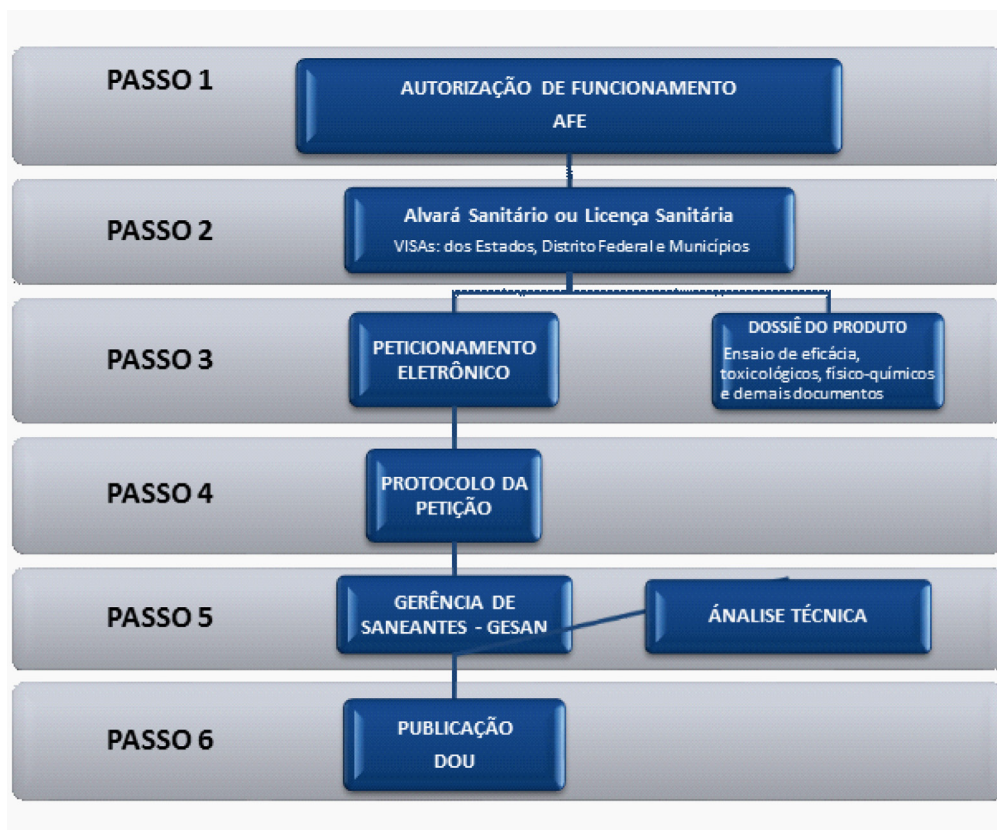 PASSO 1
AUTORIZAÇÃO DE FUNCIONAMENTO
AFE
PASSO 2
Alvará Sanitário ou Licença Sanitária
VISAs: dos Estados, Distrito Federal e Municípios
PASSO 3
PETICIONAMENTO
ELETRÔNICO
DOSSIÊ DO PRODUTO
Ensaio de eficácia,
toxicológicos, físico-químicos
e demais documentos
PASSO 4
PROTOCOLO DA
PETIÇÃO
PASSO 5
GERÊNCIA DE
SANEANTES - GESAN
ÁNALISE TÉCNICA
PASSO 6
PUBLICAÇÃO
DOU